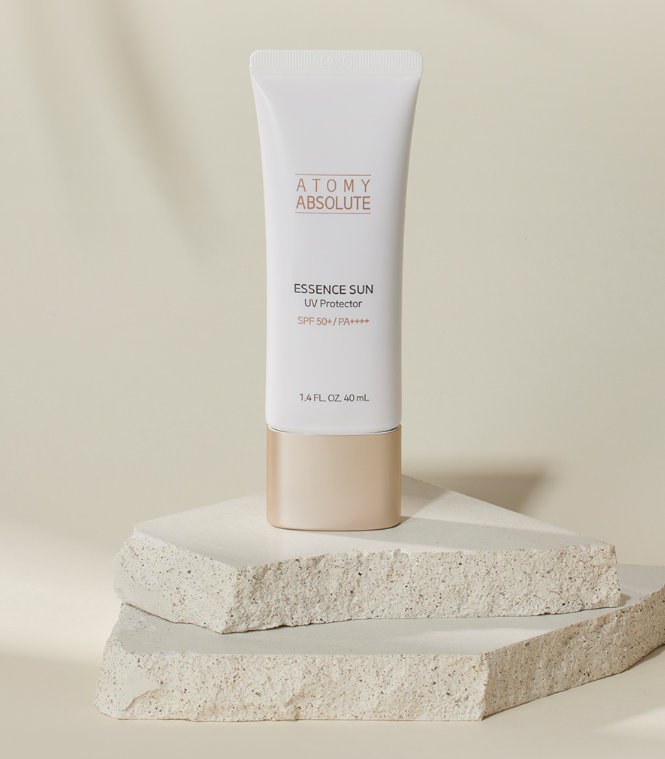 ATOMY
ABSOLUTE
ESSENCE SUN
UV Protector
SPF 50+/PA++++
1.4 FL. OZ. 40 mL